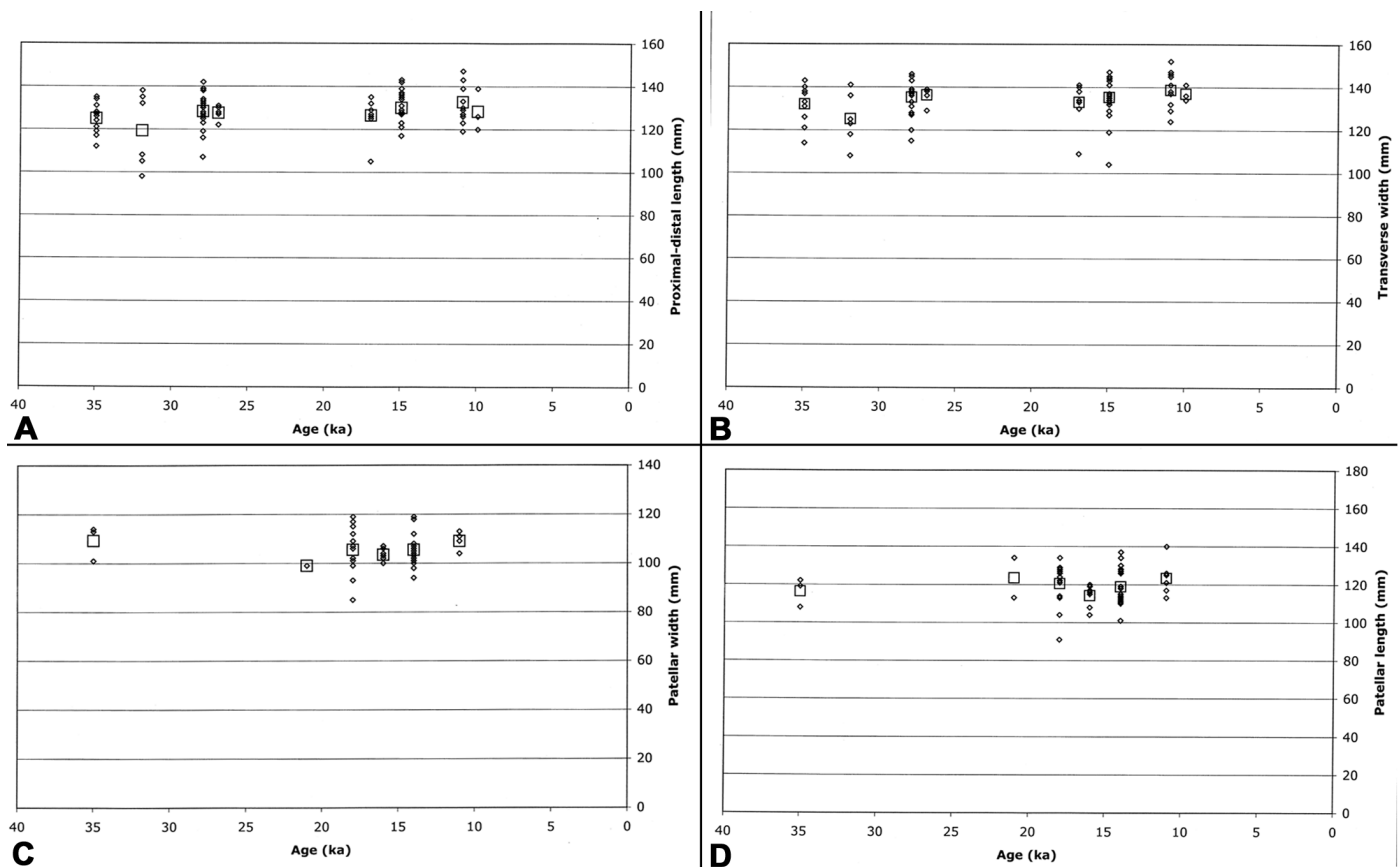 160
140
120
100
80
60
40
20
0
Proximal-distal length (mm)
40 35 30 25 20 15 10 5 0
Age (ka)
A
160
140
120
100
80
60
40
20
0
Transverse width (mm)
40 35 30 25 20 15 10 5 0
Age (ka)
B
140
120
100
80
60
40
20
0
Patellar width (mm)
40 35 30 25 20 15 10 5 0
Age (ka)
C
180
160
140
120
100
80
60
40
20
0
Patellar length (mm)
40 35 30 25 20 15 10 5 0
Age (ka)
D